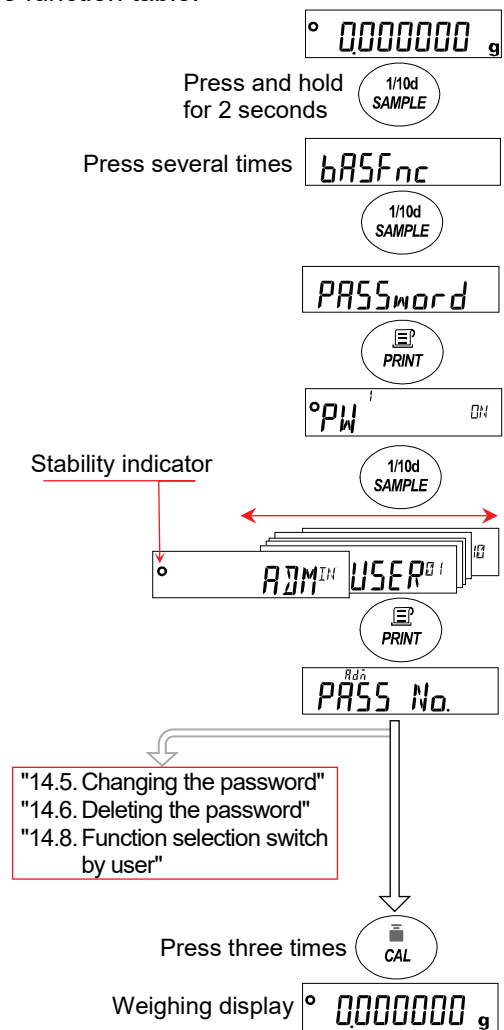 0.000000 g
Press and hold
for 2 seconds
1/10d
SAMPLE
Press several times
bASFnc
1/10d
SAMPLE
PASSword
PRINT
PW 1 ON
Stability indicator
1/10d
SAMPLE
ADMIN USER01 10
PRINT
Adm
PASS No.
"14.5. Changing the password"
"14.6. Deleting the password"
"14.8. Function selection switch
by user"
Press three times
CAL
Weighing display
0.000000 g